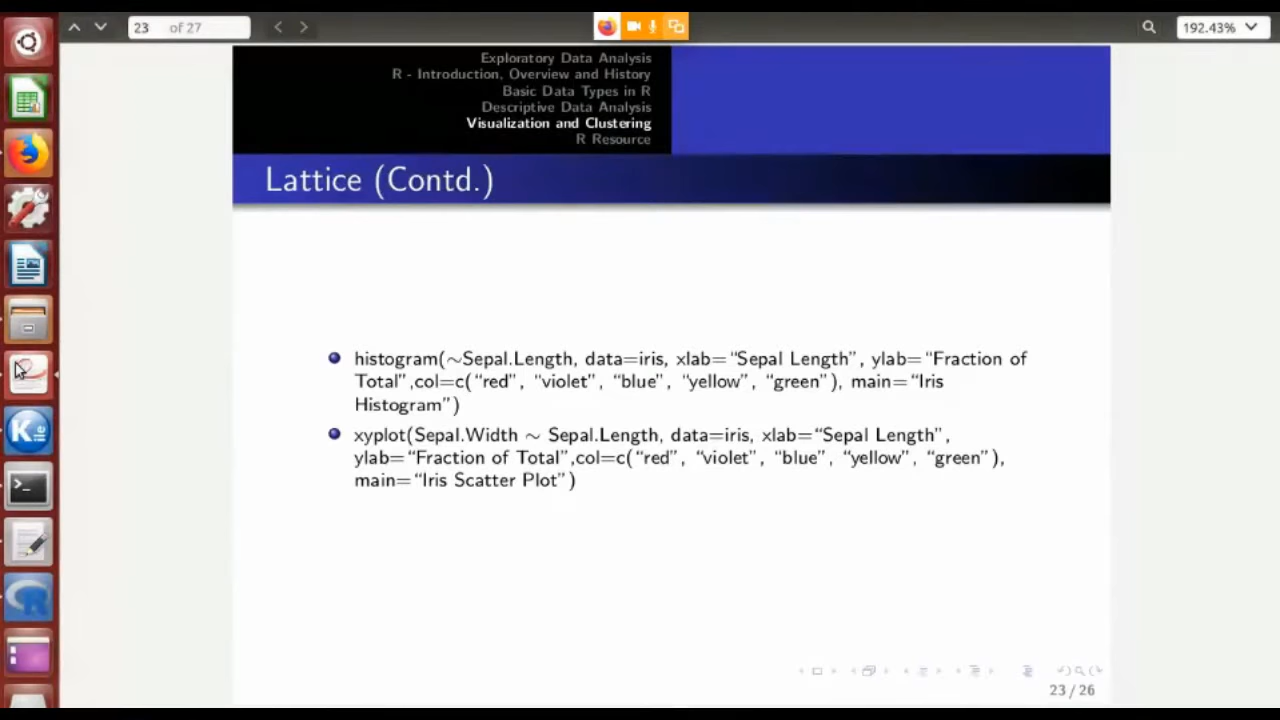 23 of 27
192.43%
Exploratory Data Analysis
R - Introduction, Overview and History
Basic Data Types in R
Descriptive Data Analysis
Visualization and Clustering
R Resource
Lattice (Contd.)
histogram(∼Sepal.Length, data=iris, xlab=“Sepal Length”, ylab=“Fraction of
Total”,col=c(“red”, “violet”, “blue”, “yellow”, “green”), main=“Iris
Histogram”)
xyplot(Sepal.Width ∼ Sepal.Length, data=iris, xlab=“Sepal Length”,
ylab=“Fraction of Total”,col=c(“red”, “violet”, “blue”, “yellow”, “green”),
main=“Iris Scatter Plot”)
23 / 26